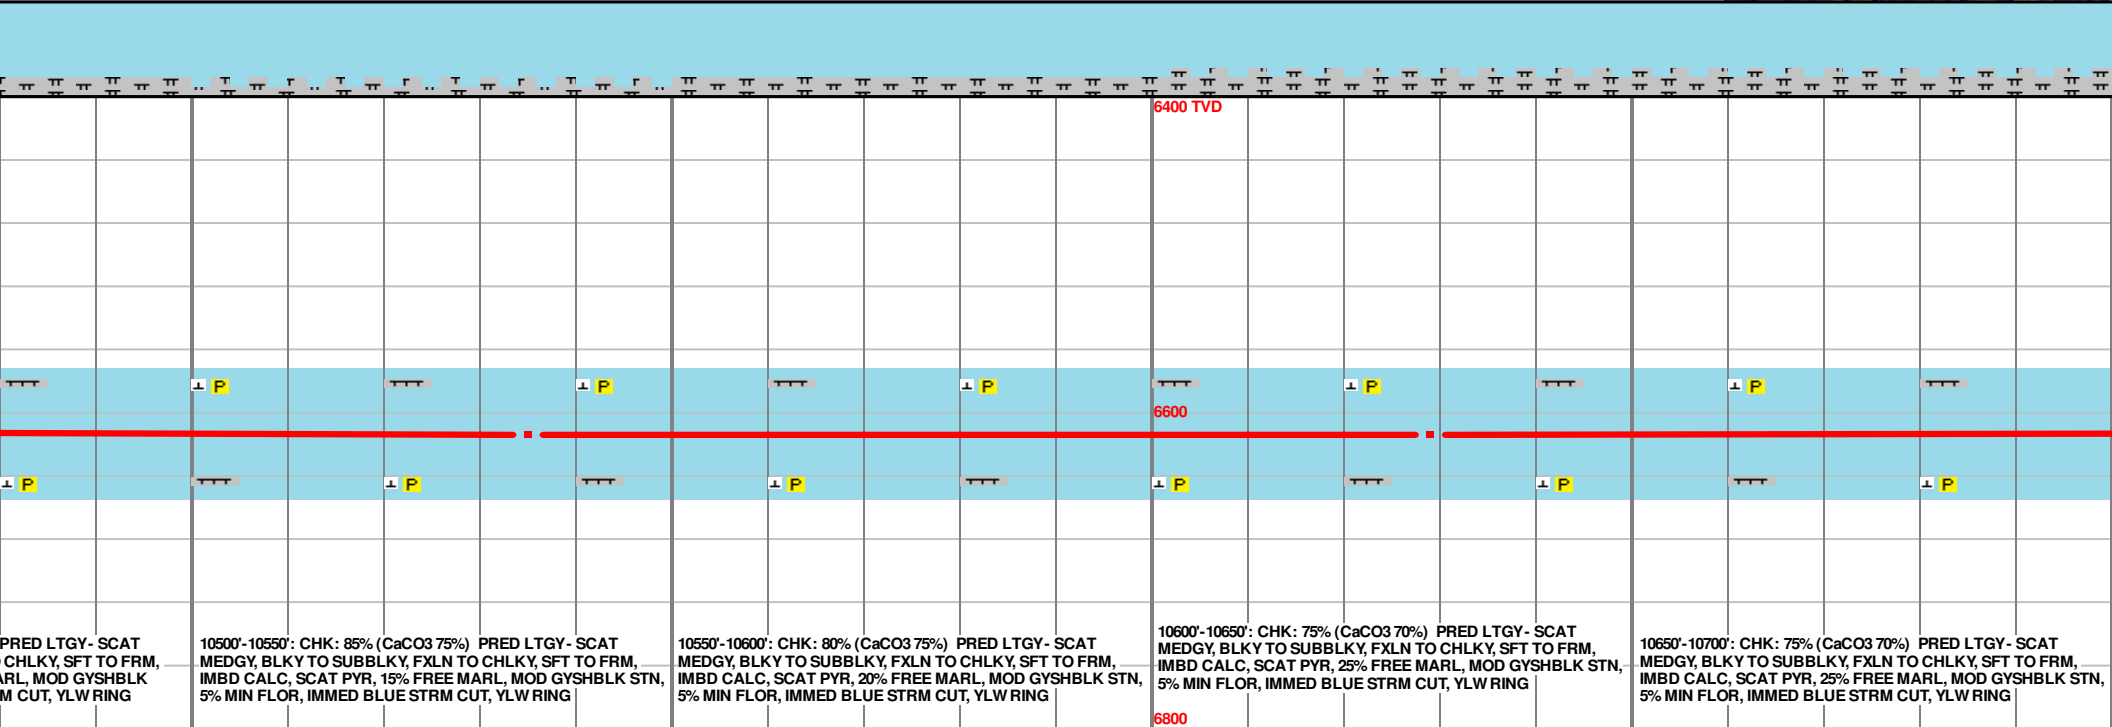 6400 TVD
P P P P P
6600
P P P P P P
PRED LTGY- SCAT
CHLKY, SFT TO FRM,
ARL, MOD GYSHBLK
M CUT, YLW RING
10500'-10550': CHK: 85% (CaCO3 75%) PRED LTGY- SCAT
MEDGY, BLKY TO SUBBLKY, FXLN TO CHLKY, SFT TO FRM,
IMBD CALC, SCAT PYR, 15% FREE MARL, MOD GYSHBLK STN,
5% MIN FLOR, IMMED BLUE STRM CUT, YLW RING
10550'-10600': CHK: 80% (CaCO3 75%) PRED LTGY- SCAT
MEDGY, BLKY TO SUBBLKY, FXLN TO CHLKY, SFT TO FRM,
IMBD CALC, SCAT PYR, 20% FREE MARL, MOD GYSHBLK STN,
5% MIN FLOR, IMMED BLUE STRM CUT, YLW RING
10600'-10650': CHK: 75% (CaCO3 70%) PRED LTGY- SCAT
MEDGY, BLKY TO SUBBLKY, FXLN TO CHLKY, SFT TO FRM,
IMBD CALC, SCAT PYR, 25% FREE MARL, MOD GYSHBLK STN,
5% MIN FLOR, IMMED BLUE STRM CUT, YLW RING
10650'-10700': CHK: 75% (CaCO3 70%) PRED LTGY- SCAT
MEDGY, BLKY TO SUBBLKY, FXLN TO CHLKY, SFT TO FRM,
IMBD CALC, SCAT PYR, 25% FREE MARL, MOD GYSHBLK STN,
5% MIN FLOR, IMMED BLUE STRM CUT, YLW RING
6800